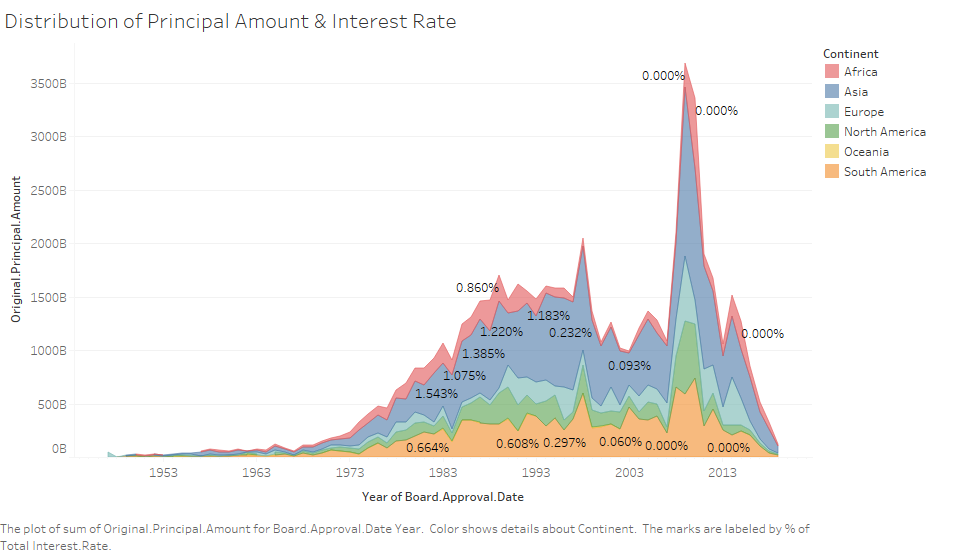 Distribution of Principal Amount & Interest Rate
Continent
Africa
Asia
Europe
North America
Oceania
South America
Original.Principal.Amount
3500B
3000B
2500B
2000B
1500B
1000B
500B
0B
0.000%
0.000%
0.860%
1.183%
1.220%
0.232%
0.000%
1.385%
0.093%
1.075%
1.543%
0.664%
0.608%
0.297%
0.060%
0.000%
0.000%
1953
1963
1973
1983
1993
2003
2013
Year of Board.Approval.Date
The plot of sum of Original.Principal.Amount for Board.Approval.Date Year. Color shows details about Continent. The marks are labeled by % of
Total Interest.Rate.